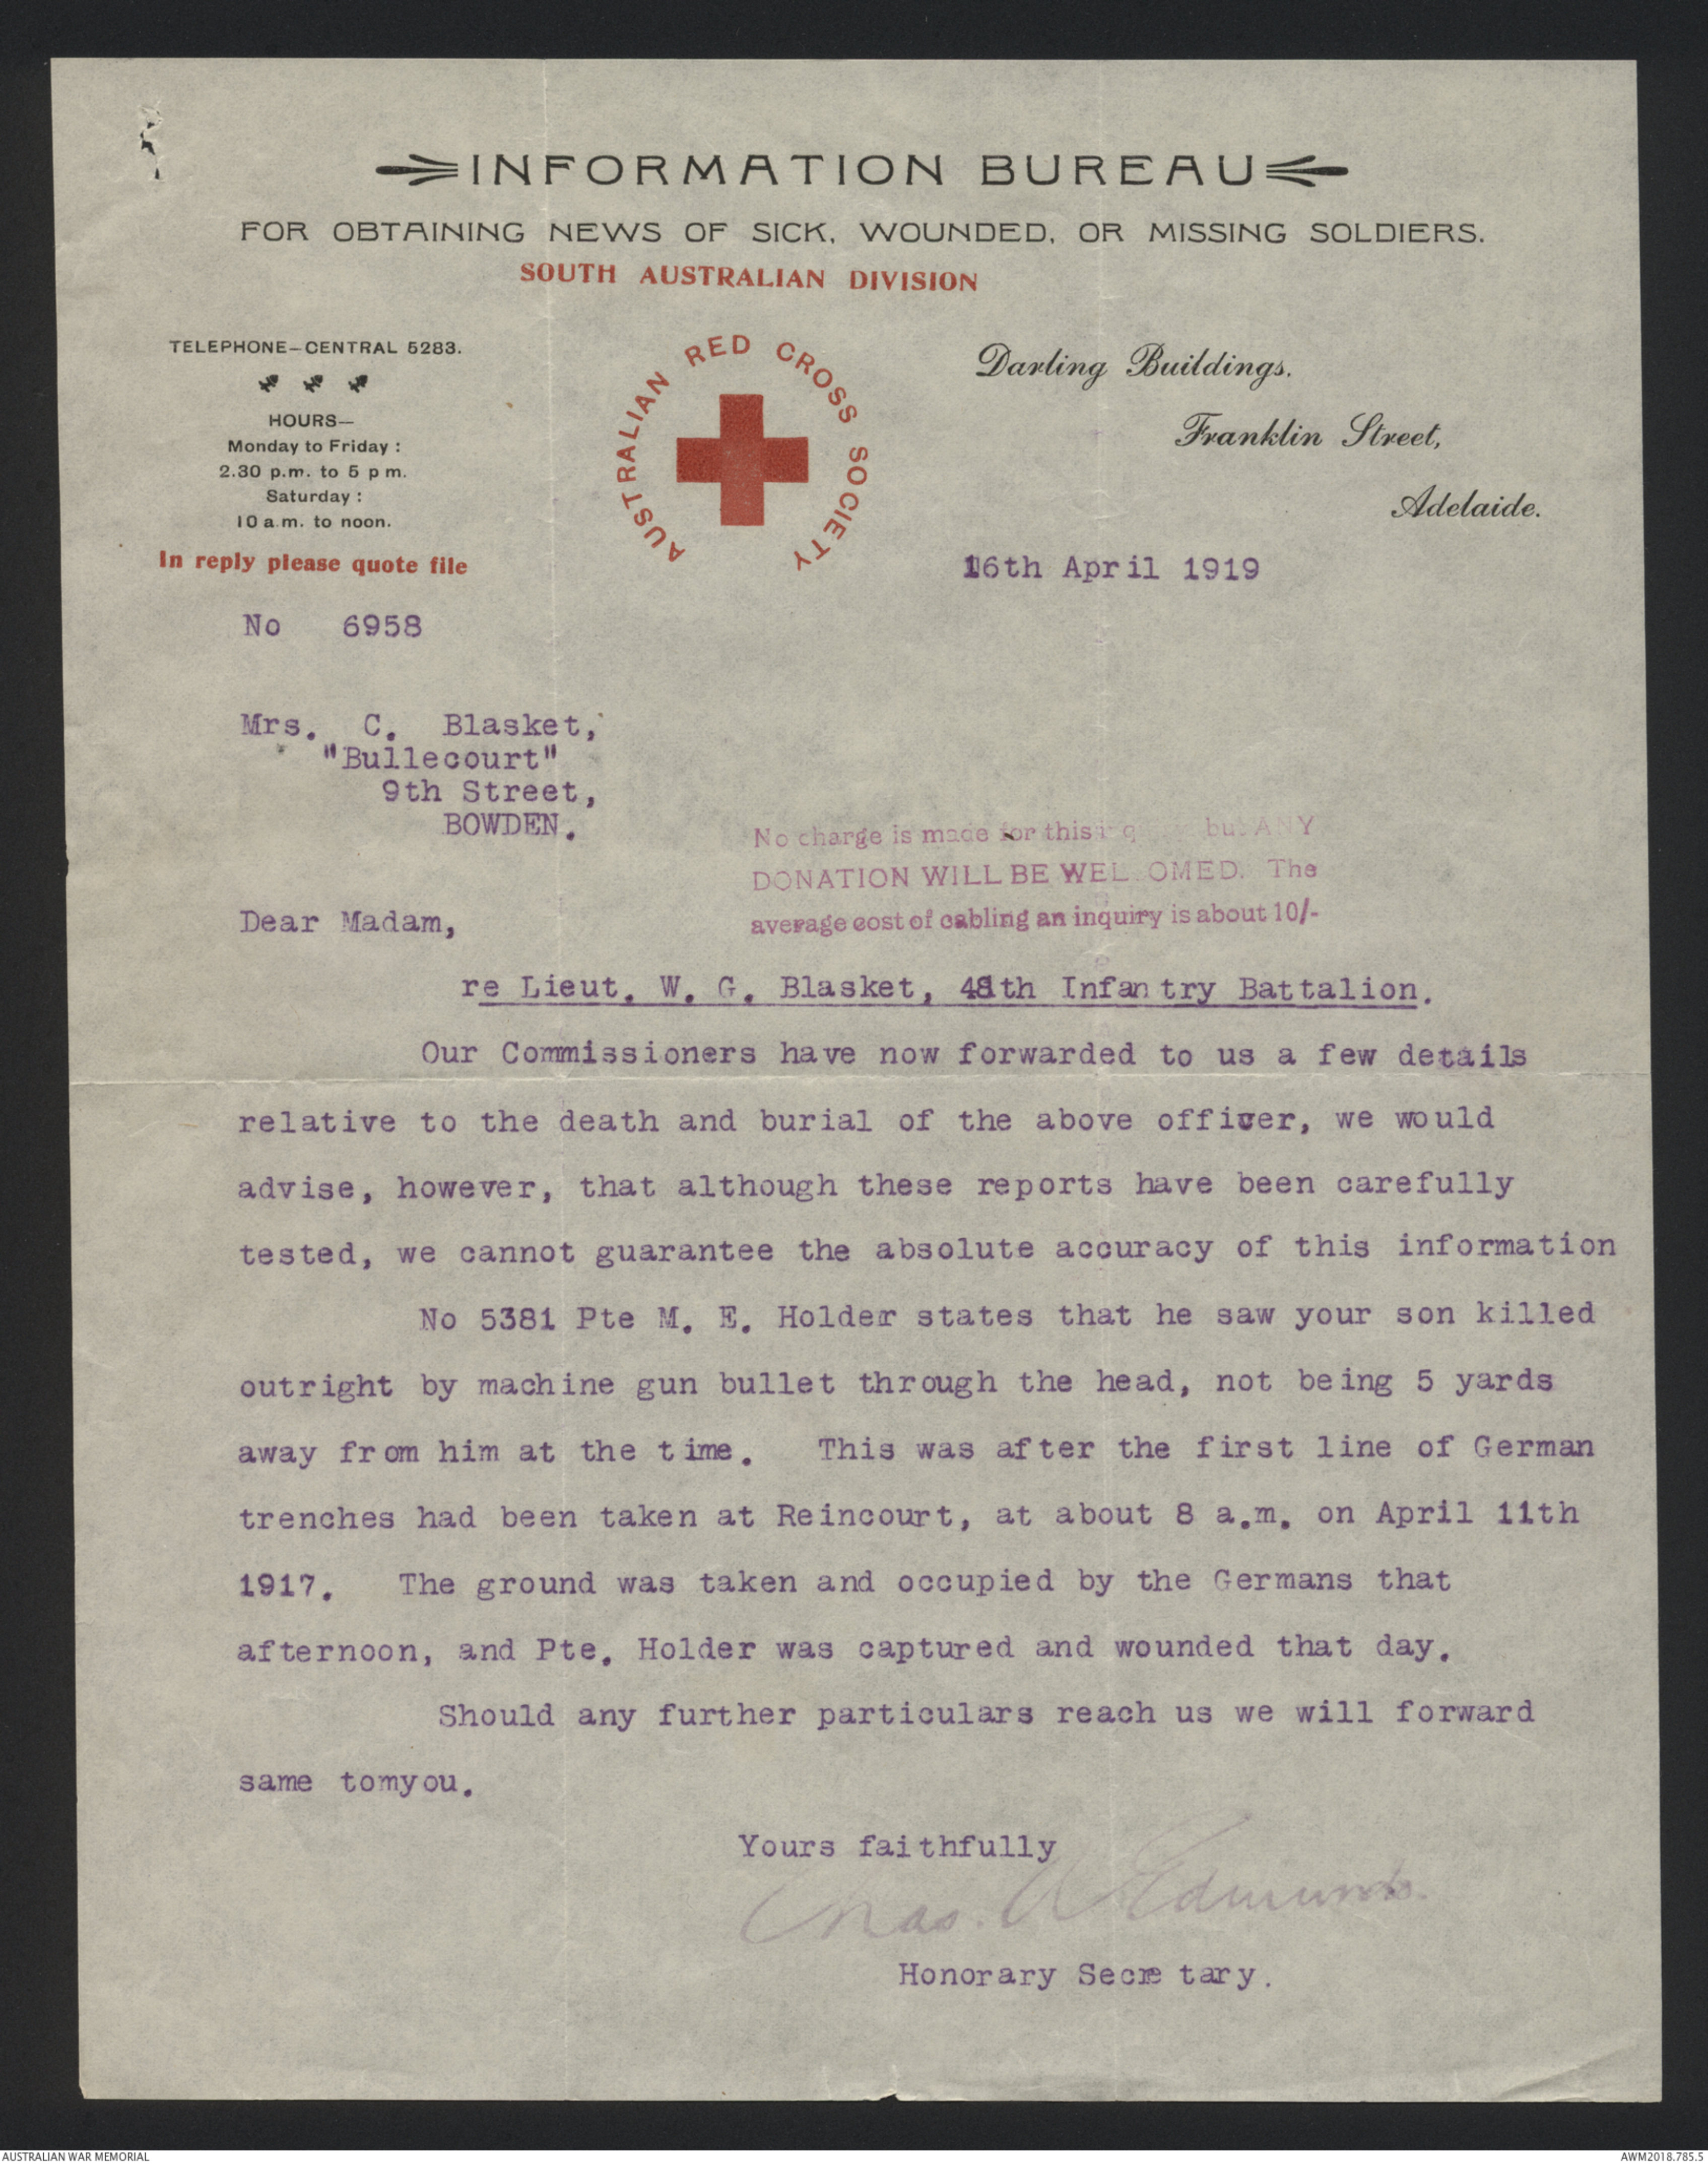 INFORMATION BUREAU
FOR OBTAINING NEWS OF SICK, WOUNDED, OR MISSING SOLDIERS.
SOUTH AUSTRALIAN DIVISION
TELEPHONE—CENTRAL 5283.
HOURS—
Monday to Friday :
2.30 p.m. to 5 p m.
Saturday :
10 a.m. to noon.
In reply please quote file
AUSTRALIAN RED CROSS SOCIETY
Darling Buildings.
Franklin Street,
Adelaide.
16th April 1919
No 6958
Mrs. C. Blasket,
"Bullecourt"
9th Street,
BOWDEN.
No charge is made for this but ANY
DONATION WILL BE WELCOMED. The
average cost of cabling an inquiry is about 10/-
Dear Madam,
re Lieut. W. G. Blasket, 48th Infantry Battalion.
Our Commissioners have now forwarded to us a few details
relative to the death and burial of the above officer, we would
advise, however, that although these reports have been carefully
tested, we cannot guarantee the absolute accuracy of this information
No 5381 Pte M. E. Holder states that he saw your son killed
outright by machine gun bullet through the head, not being 5 yards
away from him at the time. This was after the first line of German
trenches had been taken at Reincourt, at about 8 a.m. on April 11th
1917. The ground was taken and occupied by the Germans that
afternoon, and Pte. Holder was captured and wounded that day.
Should any further particulars reach us we will forward
same tomyou.
Yours faithfully
Chas. A Edmunds.
Honorary Secretary.
AUSTRALIAN WAR MEMORIAL
AWM2018.785.5